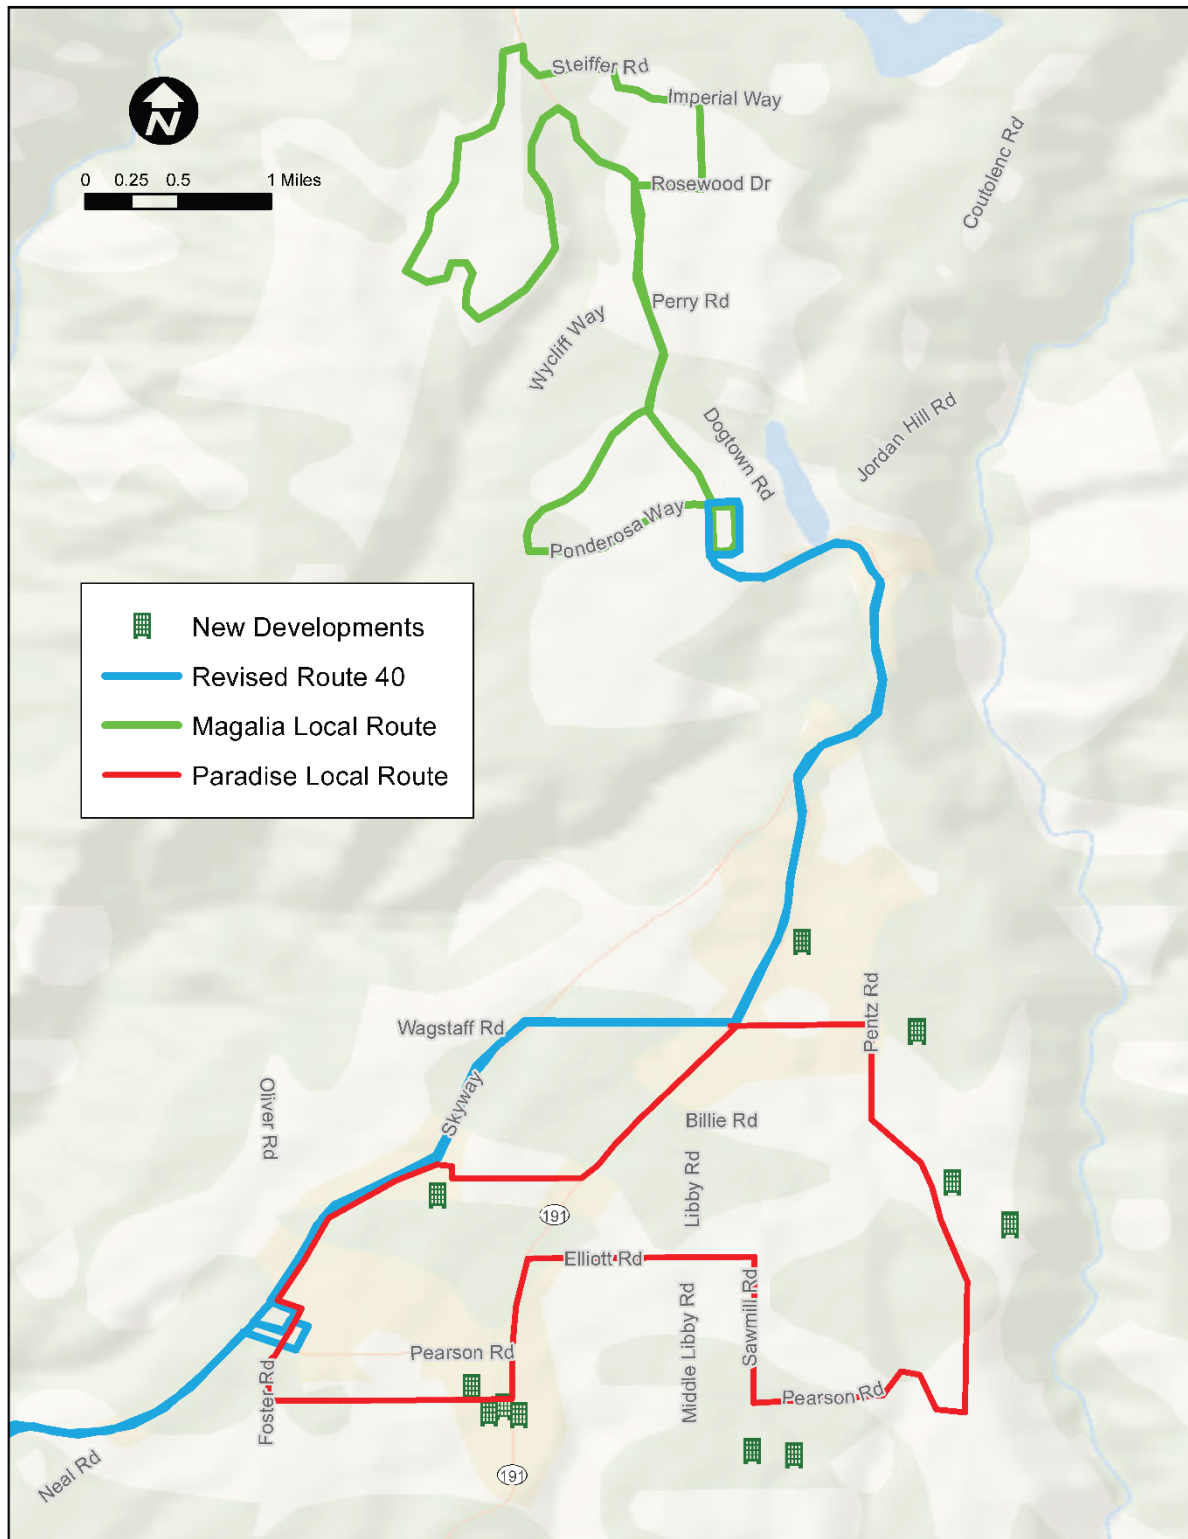 Steiffer Rd
Imperial Way
N
0 0.25 0.5 1 Miles
Coutolenc Rd
Rosewood Dr
Perry Rd
Wycliff Way
Dogtown Rd
Jordan Hill Rd
Ponderosa Way
New Developments
Revised Route 40
Magalia Local Route
Paradise Local Route
Pentz Rd
Wagstaff Rd
Skyway
Oliver Rd
Billie Rd
Libby Rd
191
Elliott Rd
Middle Libby Rd
Sawmill Rd
Pearson Rd
Foster Rd
Pearson Rd
Neal Rd
191